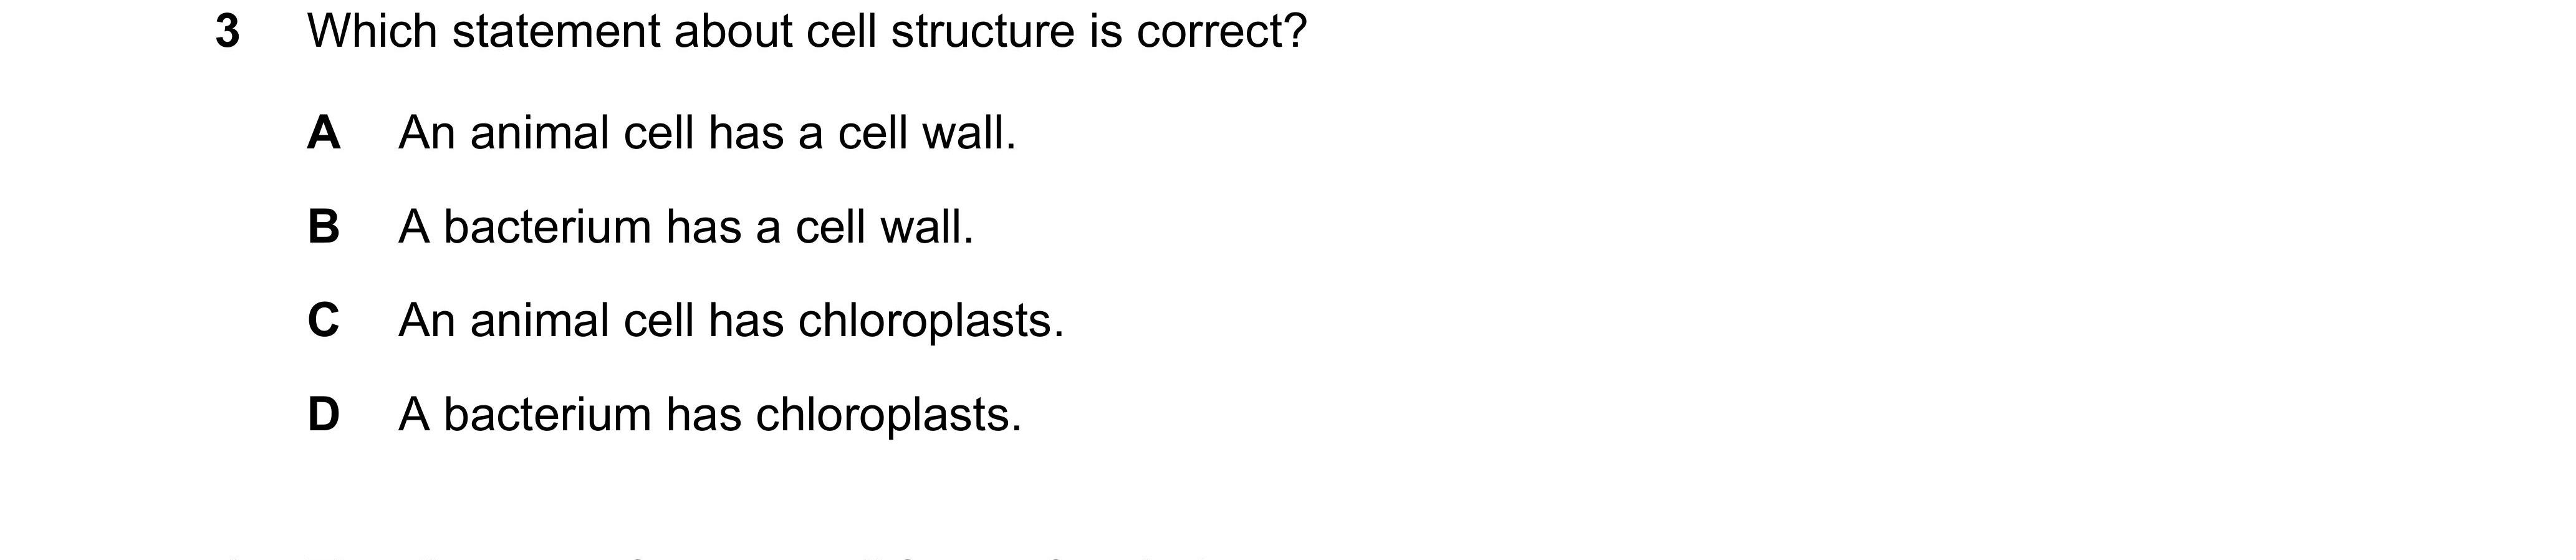 3 Which statement about cell structure is correct?
A An animal cell has a cell wall.
B A bacterium has a cell wall.
C An animal cell has chloroplasts.
D A bacterium has chloroplasts.